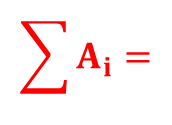 ∑ Aᵢ =